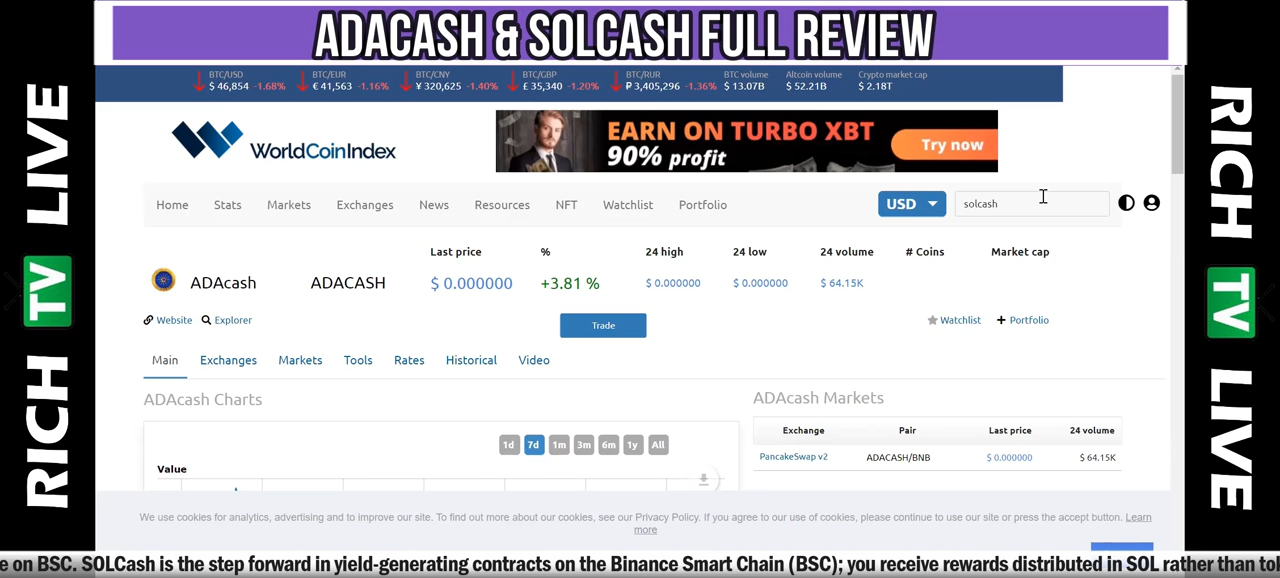 ADACASH & SOLCASH FULL REVIEW
BTC/USD BTC/EUR BTC/CNY BTC/GBP BTC/RUR BTC volume Altcoin volume Crypto market cap
$ 46,854 -1.68% € 41,563 -1.16% ¥ 320,625 -1.40% £ 35,340 -1.20% ₽ 3,405,296 -1.36% $ 13.07B $ 52.21B $ 2.18T
WorldCoinIndex
EARN ON TURBO XBT
90% profit
Try now
Home Stats Markets Exchanges News Resources NFT Watchlist Portfolio USD solcash
Last price % 24 high 24 low 24 volume # Coins Market cap
ADAcash ADACASH $ 0.000000 +3.81 % $ 0.000000 $ 0.000000 $ 64.15K
Website Explorer Trade Watchlist + Portfolio
Main Exchanges Markets Tools Rates Historical Video
ADAcash Charts
1d 7d 1m 3m 6m 1y All
Value
ADAcash Markets
Exchange Pair Last price 24 volume
PancakeSwap v2 ADACASH/BNB $ 0.000000 $ 64.15K
We use cookies for analytics, advertising and to improve our site. To find out more about our cookies, see our Privacy Policy. If you agree to our use of cookies, please continue to use our site or press the accept button. Learn
more
e on BSC. SOLCash is the step forward in yield-generating contracts on the Binance Smart Chain (BSC); you receive rewards distributed in SOL rather than to
RICH TV LIVE
RICH TV LIVE